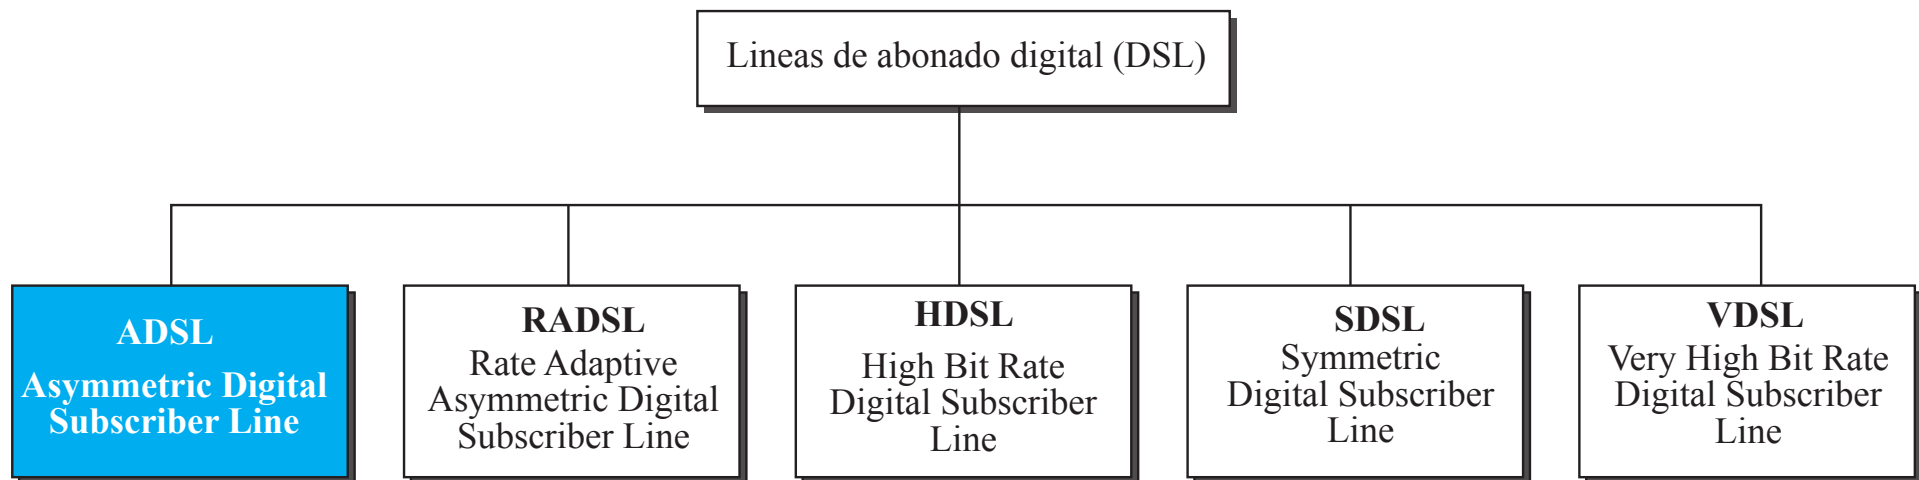 Lineas de abonado digital (DSL)
ADSL
Asymmetric Digital
Subscriber Line
RADSL
Rate Adaptive
Asymmetric Digital
Subscriber Line
HDSL
High Bit Rate
Digital Subscriber
Line
SDSL
Symmetric
Digital Subscriber
Line
VDSL
Very High Bit Rate
Digital Subscriber
Line